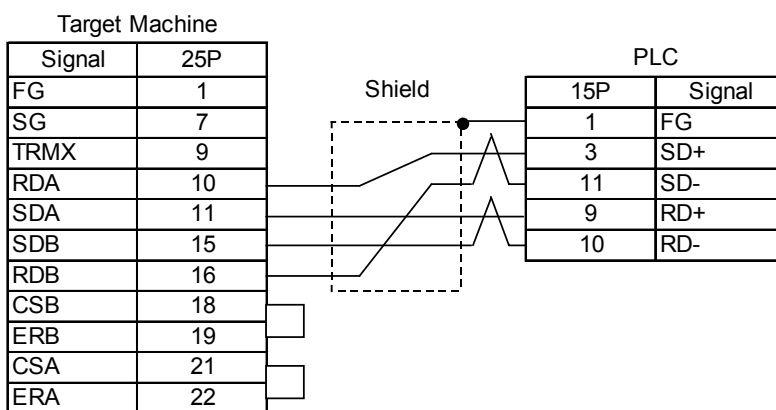 Target Machine
Signal 25P
FG 1
SG 7
TRMX 9
RDA 10
SDA 11
SDB 15
RDB 16
CSB 18
ERB 19
CSA 21
ERA 22
Shield
PLC
15P Signal
1 FG
3 SD+
11 SD-
9 RD+
10 RD-